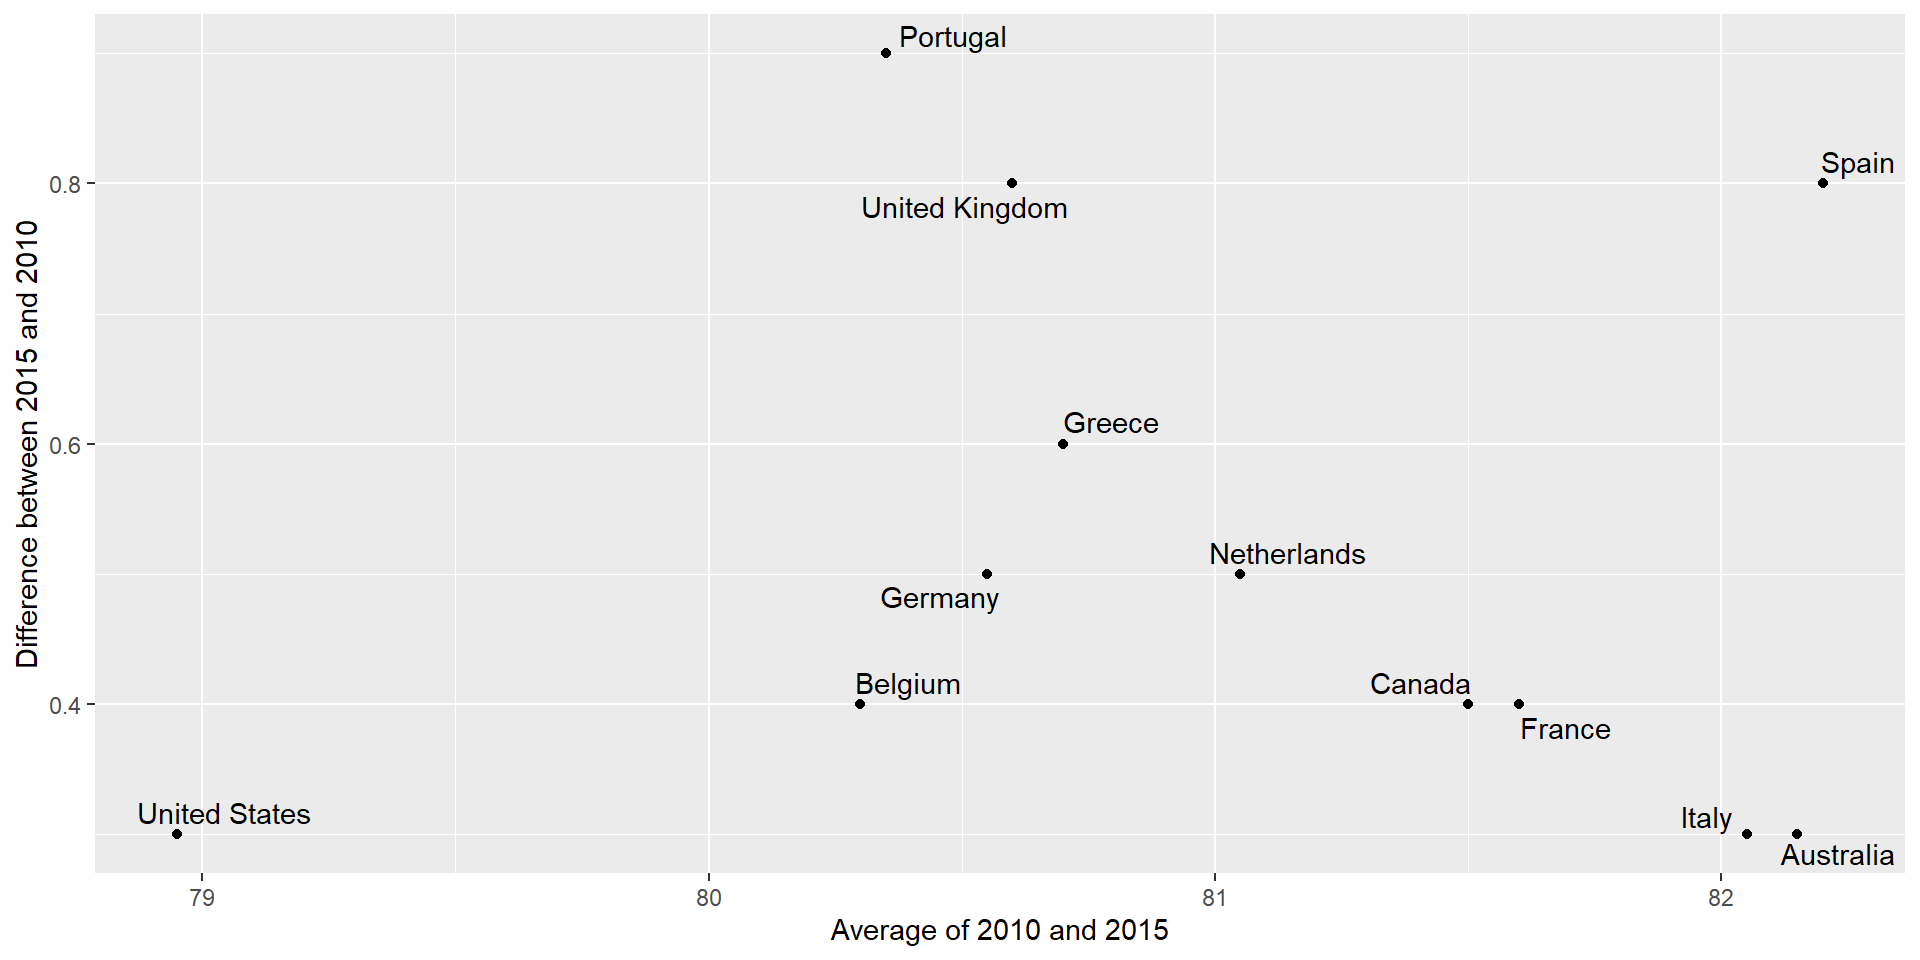 Portugal
Spain
0.8
United Kingdom
Difference between 2015 and 2010
Greece
0.6
Netherlands
Germany
Belgium
Canada
0.4
France
United States
Italy
Australia
79
80
81
82
Average of 2010 and 2015